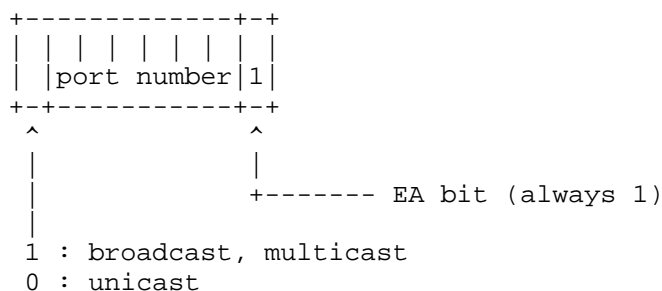 +-------------+-+
| | | | | | | | |
| |port number|1|
+-+-----------+-+
^ ^
| |
| +------- EA bit (always 1)
|
1 : broadcast, multicast
0 : unicast